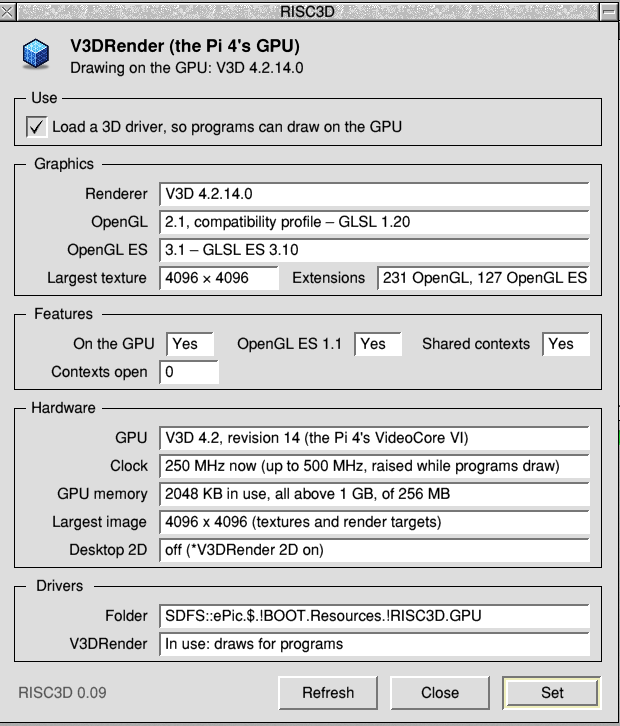 RISC3D
V3DRender (the Pi 4's GPU)
Drawing on the GPU: V3D 4.2.14.0
Use
Load a 3D driver, so programs can draw on the GPU
Graphics
Renderer V3D 4.2.14.0
OpenGL 2.1, compatibility profile – GLSL 1.20
OpenGL ES 3.1 – GLSL ES 3.10
Largest texture 4096 × 4096 Extensions 231 OpenGL, 127 OpenGL ES
Features
On the GPU Yes OpenGL ES 1.1 Yes Shared contexts Yes
Contexts open 0
Hardware
GPU V3D 4.2, revision 14 (the Pi 4's VideoCore VI)
Clock 250 MHz now (up to 500 MHz, raised while programs draw)
GPU memory 2048 KB in use, all above 1 GB, of 256 MB
Largest image 4096 x 4096 (textures and render targets)
Desktop 2D off (*V3DRender 2D on)
Drivers
Folder SDFS::ePic.$.!BOOT.Resources.!RISC3D.GPU
V3DRender In use: draws for programs
RISC3D 0.09 Refresh Close Set